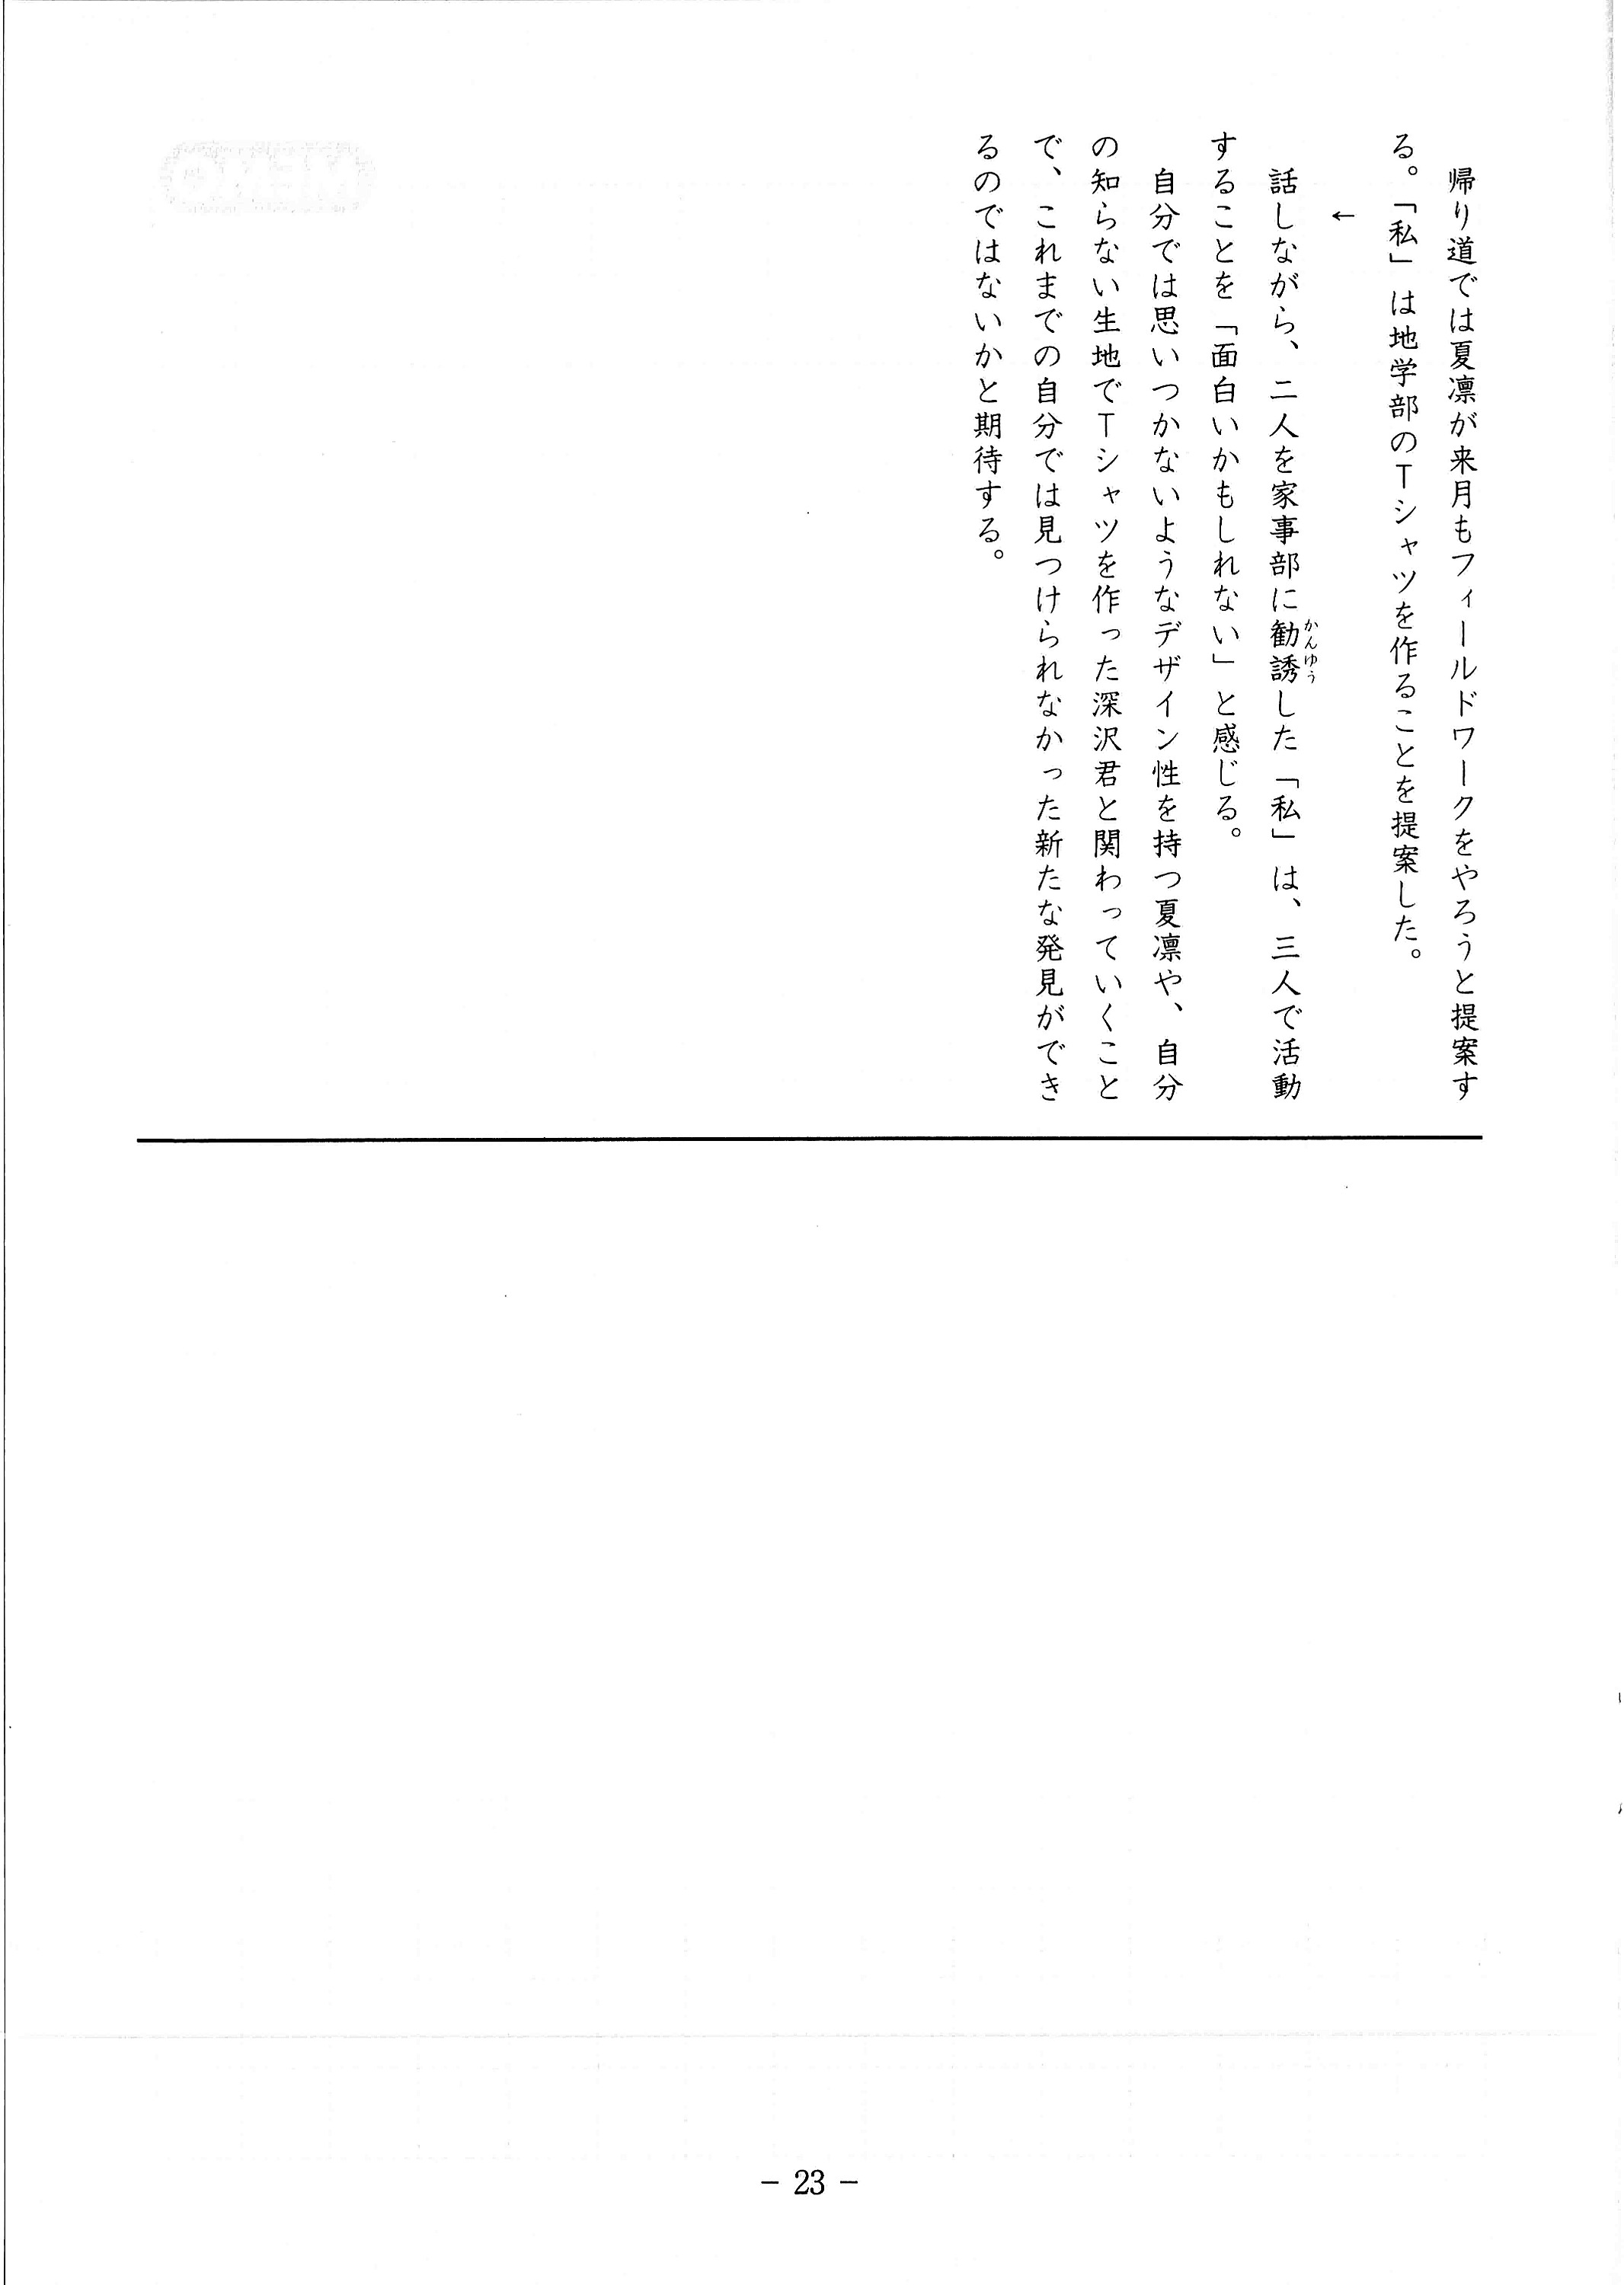 帰り道では夏凛が来月もフィールドワークをやろうと提案す
る。「私」は地学部のTシャツを作ることを提案した。
←
話しながら、二人を家事部に勧誘した「私」は、三人で活動
かんゆう
することを「面白いかもしれない」と感じる。
自分では思いつかないようなデザイン性を持つ夏凛や、自分
の知らない生地でTシャツを作った深沢君と関わっていくこと
で、これまでの自分では見つけられなかった新たな発見ができ
るのではないかと期待する。
MEMO
- 23 -